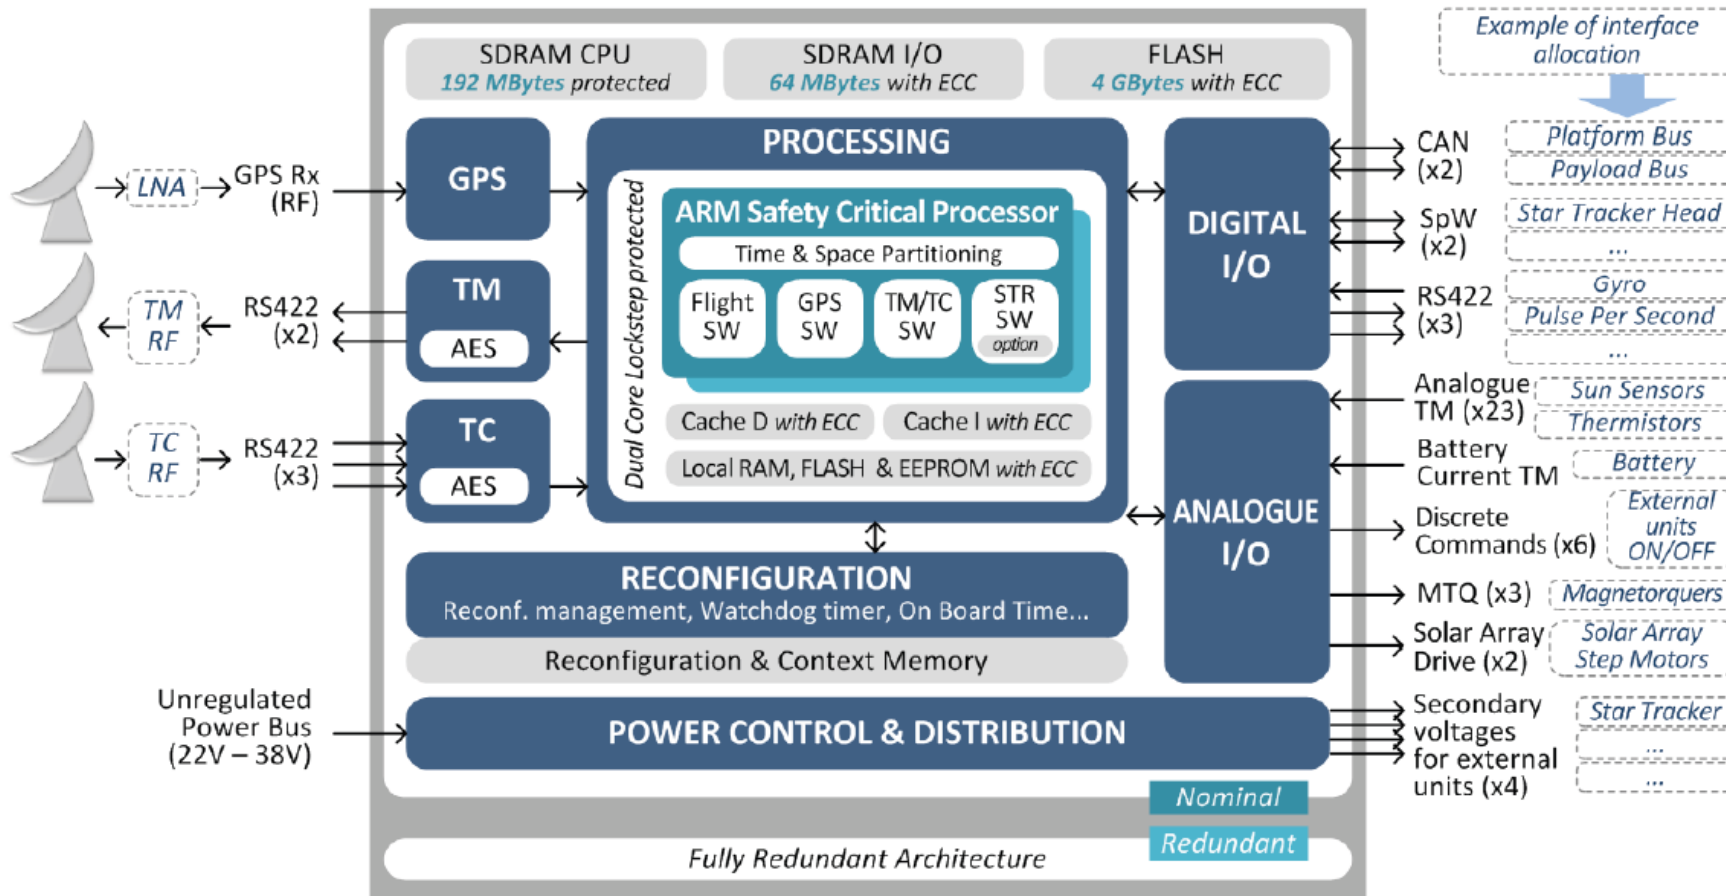 SDRAM CPU
192 MBytes protected
SDRAM I/O
64 MBytes with ECC
FLASH
4 GBytes with ECC
Example of interface
allocation
LNA
GPS Rx
(RF)
GPS
TM
RF
RS422
(x2)
TM
AES
TC
RF
RS422
(x3)
TC
AES
PROCESSING
Dual Core Lockstep protected
ARM Safety Critical Processor
Time & Space Partitioning
Flight
SW
GPS
SW
TM/TC
SW
STR
SW
option
Cache D with ECC
Cache I with ECC
Local RAM, FLASH & EEPROM with ECC
RECONFIGURATION
Reconf. management, Watchdog timer, On Board Time...
Reconfiguration & Context Memory
Unregulated
Power Bus
(22V – 38V)
POWER CONTROL & DISTRIBUTION
DIGITAL
I/O
ANALOGUE
I/O
CAN
(x2)
Platform Bus
Payload Bus
SpW
(x2)
Star Tracker Head
...
RS422
(x3)
Gyro
Pulse Per Second
...
Analogue
TM (x23)
Sun Sensors
Thermistors
Battery
Current TM
Battery
Discrete
Commands (x6)
External
units
ON/OFF
MTQ (x3)
Magnetorquers
Solar Array
Drive (x2)
Solar Array
Step Motors
Secondary
voltages
for external
units (x4)
Star Tracker
...
...
Nominal
Redundant
Fully Redundant Architecture